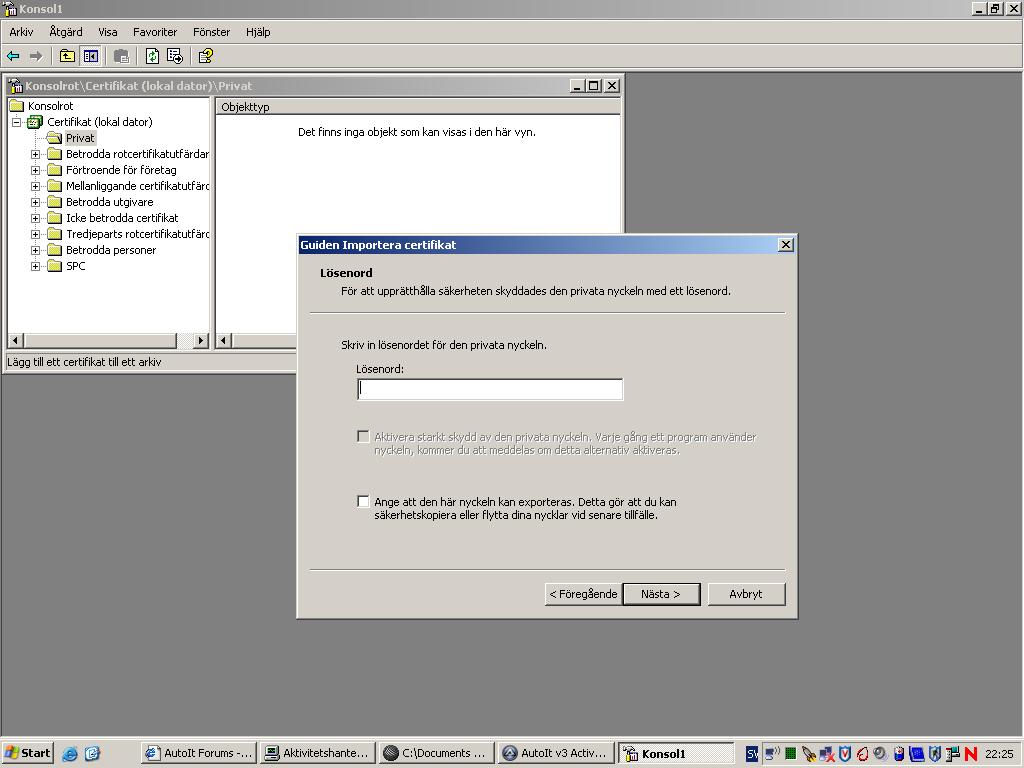 Konsol1
Arkiv Åtgärd Visa Favoriter Fönster Hjälp
Konsolrot\Certifikat (lokal dator)\Privat
Konsolrot
Certifikat (lokal dator)
Privat
Betrodda rotcertifikatutfärdar
Förtroende för företag
Mellanliggande certifikatutfärd
Betrodda utgivare
Icke betrodda certifikat
Tredjeparts rotcertifikatutfärd
Betrodda personer
SPC
Objekttyp
Det finns inga objekt som kan visas i den här vyn.
Lägg till ett certifikat till ett arkiv
Guiden Importera certifikat
Lösenord
För att upprätthålla säkerheten skyddades den privata nyckeln med ett lösenord.
Skriv in lösenordet för den privata nyckeln.
Lösenord:
Aktivera starkt skydd av den privata nyckeln. Varje gång ett program använder
nyckeln, kommer du att meddelas om detta alternativ aktiveras.
Ange att den här nyckeln kan exporteras. Detta gör att du kan
säkerhetskopiera eller flytta dina nycklar vid senare tillfälle.
< Föregående Nästa > Avbryt
Start AutoIt Forums -... Aktivitetshante... C:\Documents ... AutoIt v3 Activ... Konsol1 SV 22:25